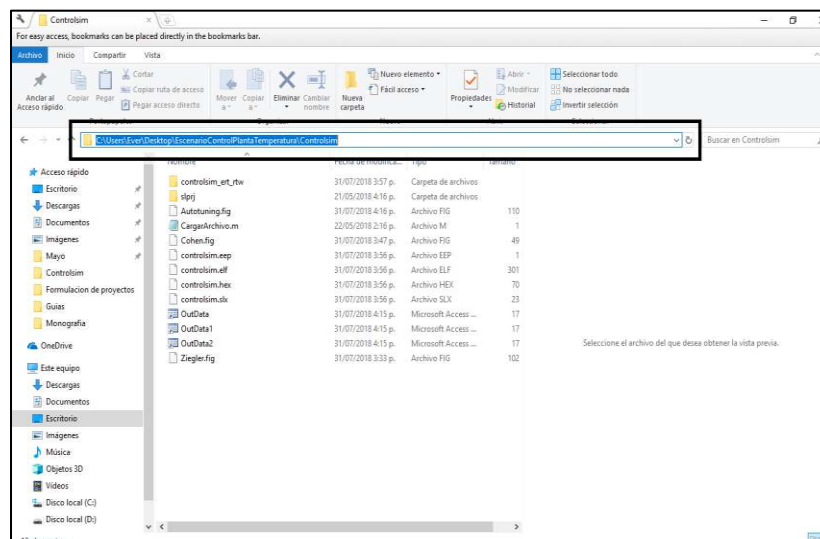 Controlsim
For easy access, bookmarks can be placed directly in the bookmarks bar.
Archivo Inicio Compartir Vista
Anclar al Acceso rápido
Copiar
Pegar
Cortar
Copiar ruta de acceso
Pegar acceso directo
Mover a
Copiar a
Eliminar
Cambiar nombre
Nueva carpeta
Nuevo elemento
Fácil acceso
Propiedades
Abrir
Modificar
Historial
Seleccionar todo
No seleccionar nada
Invertir selección
C:\Users\Ever\Desktop\EscenarioControlPlantaTemperatura\Controlsim
Buscar en Controlsim
Nombre Fecha de modifica... Tipo Tamaño
controlsim_ert_rtw 31/07/2018 3:57 p. Carpeta de archivos
slprj 21/05/2018 4:16 p. Carpeta de archivos
Autotuning.fig 31/07/2018 4:16 p. Archivo FIG 110
CargarArchivo.m 22/05/2018 2:16 p. Archivo M 1
Cohen.fig 31/07/2018 3:47 p. Archivo FIG 49
controlsim.eep 31/07/2018 3:56 p. Archivo EEP 1
controlsim.elf 31/07/2018 3:56 p. Archivo ELF 301
controlsim.hex 31/07/2018 3:56 p. Archivo HEX 70
controlsim.slx 31/07/2018 3:56 p. Archivo SLX 23
OutData 31/07/2018 4:15 p. Microsoft Access ... 17
OutData1 31/07/2018 4:15 p. Microsoft Access ... 17
OutData2 31/07/2018 4:15 p. Microsoft Access ... 17
Ziegler.fig 31/07/2018 3:33 p. Archivo FIG 102
Acceso rápido
Escritorio
Descargas
Documentos
Imágenes
Mayo
Controlsim
Formulacion de proyectos
Guias
Monografia
OneDrive
Este equipo
Descargas
Documentos
Escritorio
Imágenes
Música
Objetos 3D
Vídeos
Disco local (C:)
Disco local (D:)
Seleccione el archivo del que desea obtener la vista previa.